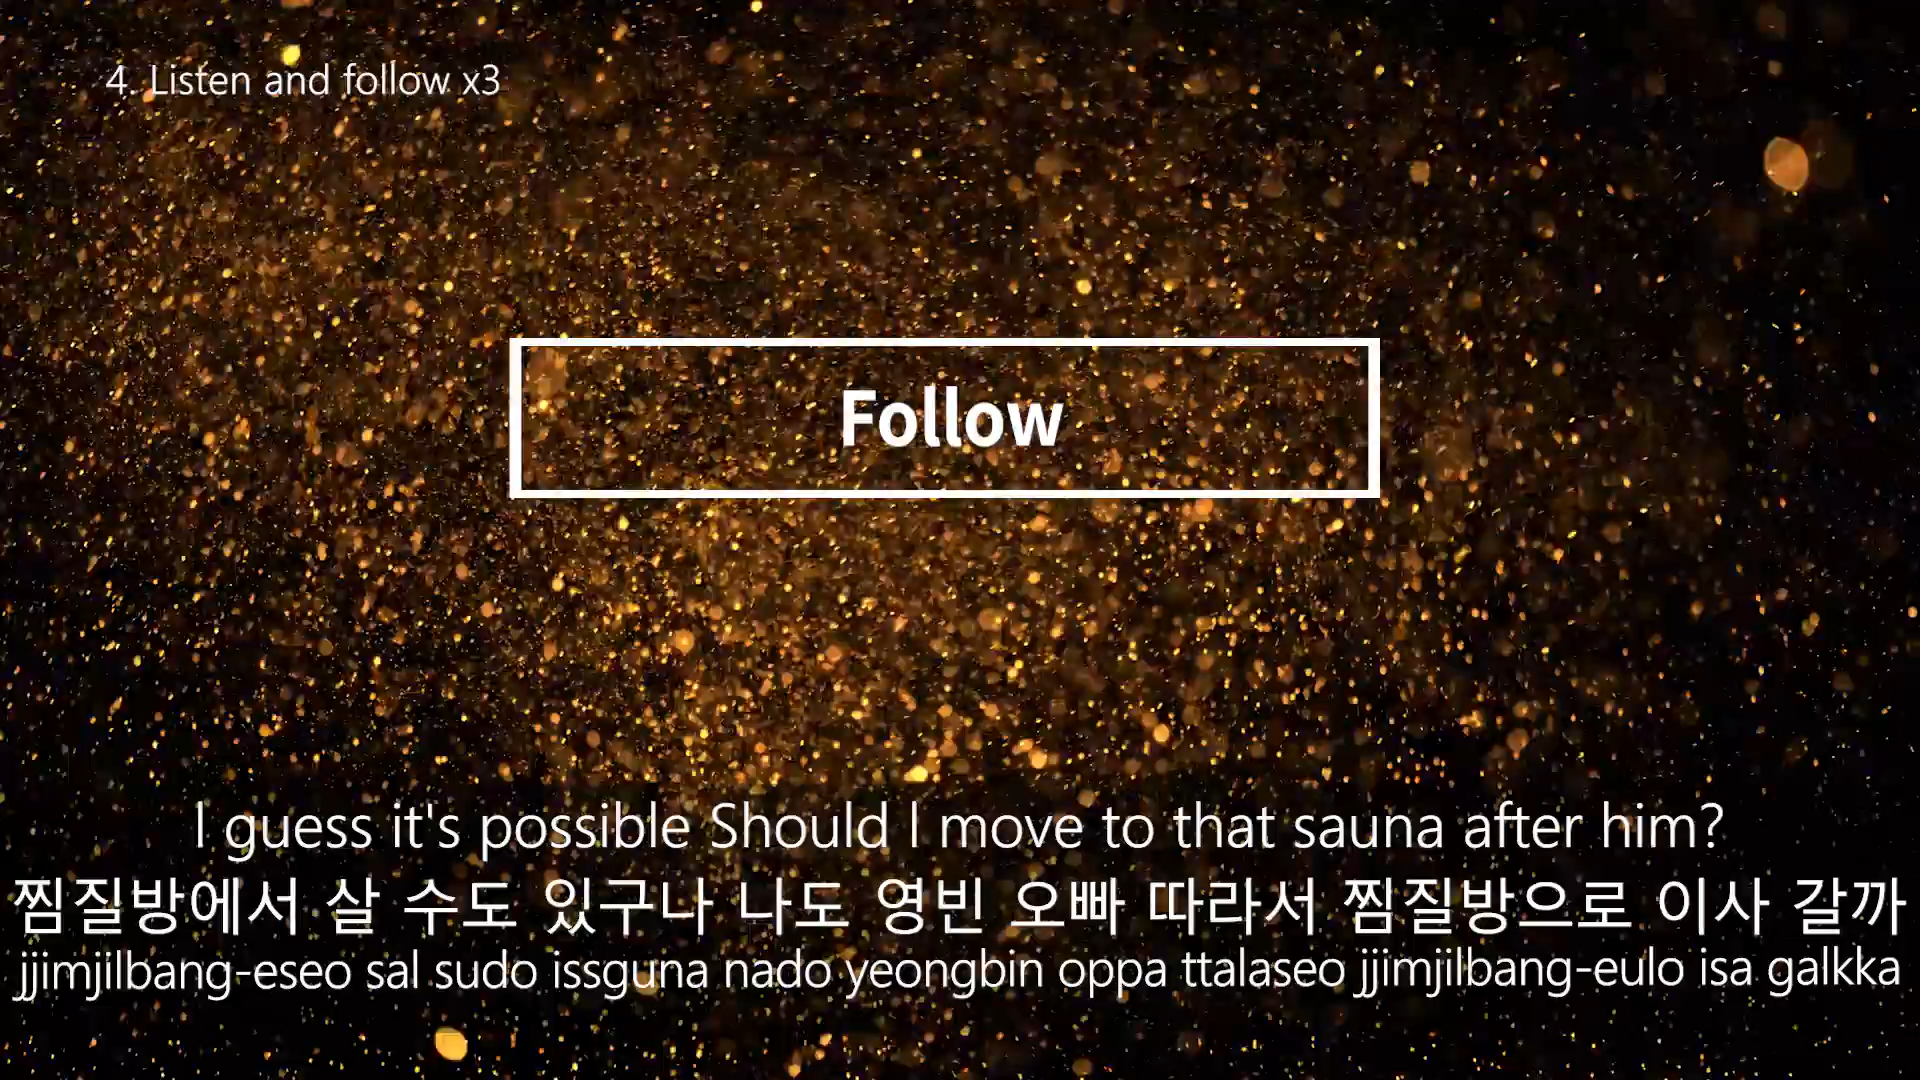 4. Listen and follow x3
Follow
I guess it's possible Should I move to that sauna after him?
찜질방에서 살 수도 있구나 나도 영빈 오빠 따라서 찜질방으로 이사 갈까
jjimjilbang-eseo sal sudo issguna nado yeongbin oppa ttalaseo jjimjilbang-eulo isa galkka